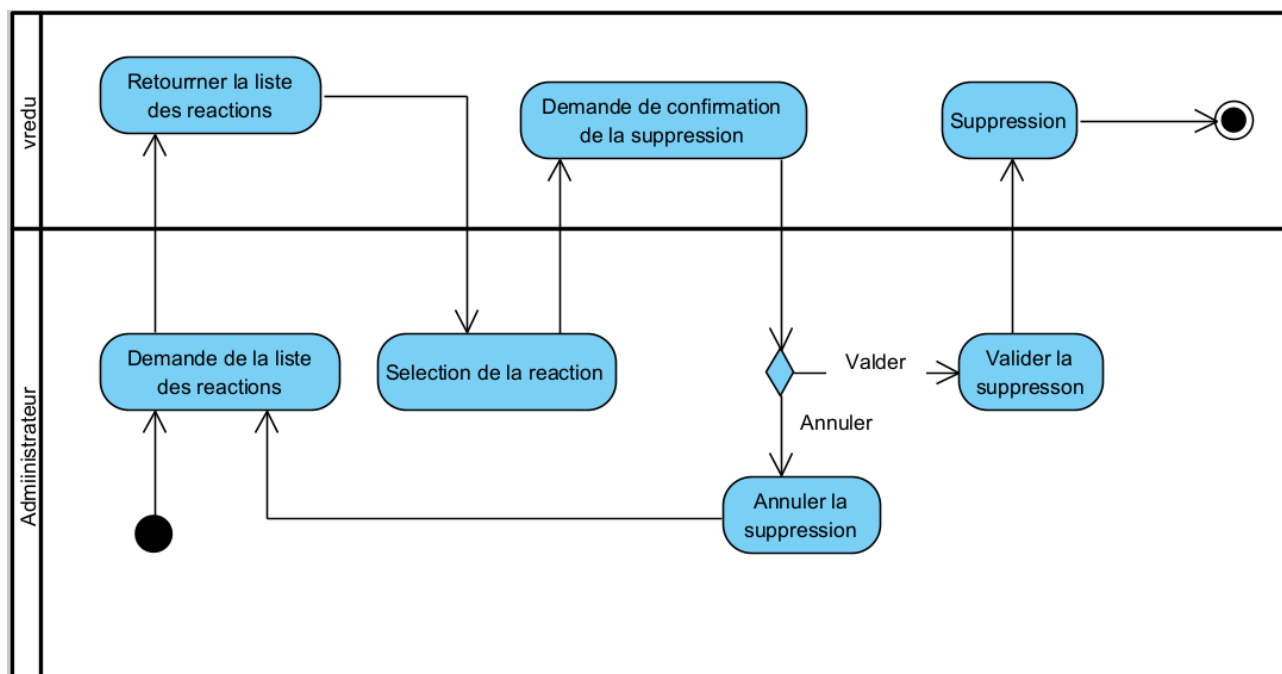 vredu
Retourrner la liste
des reactions
Demande de confirmation
de la suppression
Suppression
Admiinistrateur
Demande de la liste
des reactions
Selection de la reaction
Valder
Valider la
suppresson
Annuler
Annuler la
suppression